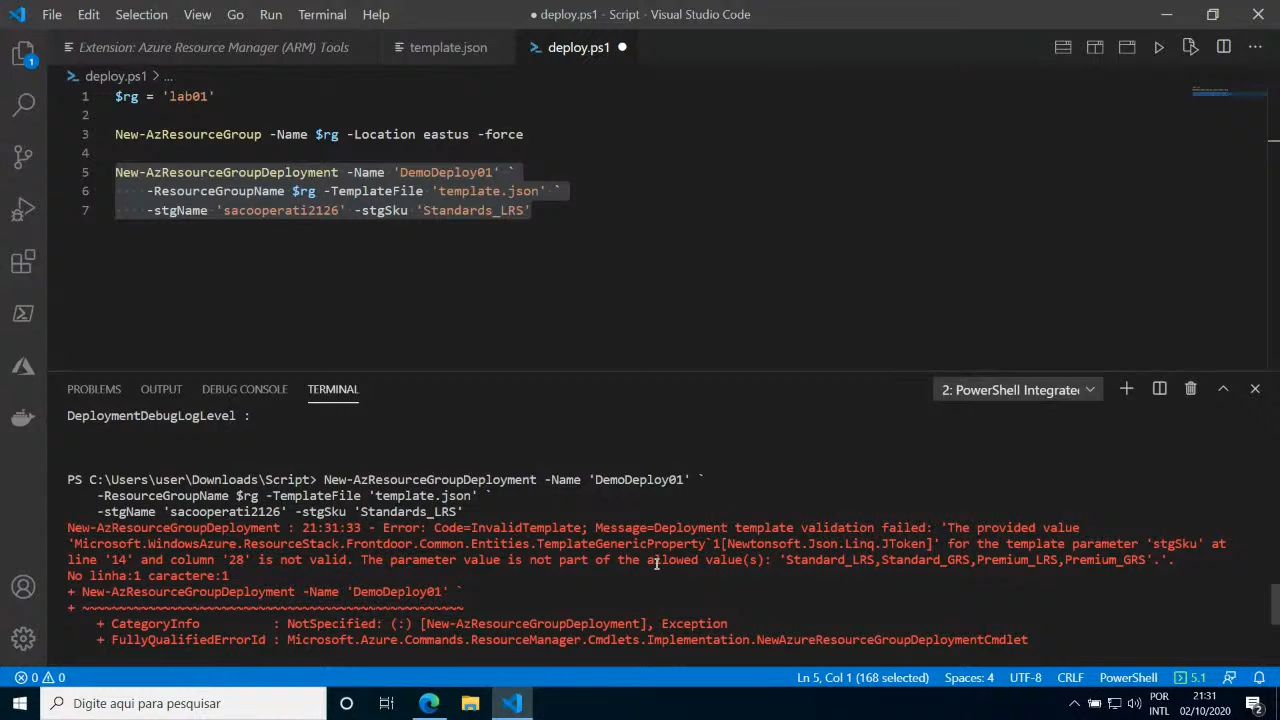 File Edit Selection View Go Run Terminal Help ● deploy.ps1 - Script - Visual Studio Code
Extension: Azure Resource Manager (ARM) Tools template.json deploy.ps1
1
deploy.ps1 > ...
1 $rg = 'lab01'
2
3 New-AzResourceGroup -Name $rg -Location eastus -force
4
5 New-AzResourceGroupDeployment -Name 'DemoDeploy01' `
6 -ResourceGroupName $rg -TemplateFile 'template.json' `
7 -stgName 'sacooperati2126' -stgSku 'Standards_LRS'
PROBLEMS OUTPUT DEBUG CONSOLE TERMINAL 2: PowerShell Integrate
DeploymentDebugLogLevel :
PS C:\Users\user\Downloads\Script> New-AzResourceGroupDeployment -Name 'DemoDeploy01' `
-ResourceGroupName $rg -TemplateFile 'template.json' `
-stgName 'sacooperati2126' -stgSku 'Standards_LRS'
New-AzResourceGroupDeployment : 21:31:33 - Error: Code=InvalidTemplate; Message=Deployment template validation failed: 'The provided value
'Microsoft.WindowsAzure.ResourceStack.Frontdoor.Common.Entities.TemplateGenericProperty`1[Newtonsoft.Json.Linq.JToken]' for the template parameter 'stgSku' at
line '14' and column '28' is not valid. The parameter value is not part of the allowed value(s): 'Standard_LRS,Standard_GRS,Premium_LRS,Premium_GRS'.'.
No linha:1 caractere:1
+ New-AzResourceGroupDeployment -Name 'DemoDeploy01' `
+ ~~~~~~~~~~~~~~~~~~~~~~~~~~~~~~~~~~~~~~~~~~~~~~~~~~~~
+ CategoryInfo : NotSpecified: (:) [New-AzResourceGroupDeployment], Exception
+ FullyQualifiedErrorId : Microsoft.Azure.Commands.ResourceManager.Cmdlets.Implementation.NewAzureResourceGroupDeploymentCmdlet
0 0 Ln 5, Col 1 (168 selected) Spaces: 4 UTF-8 CRLF PowerShell 5.1
Digite aqui para pesquisar POR 21:31
INTL 02/10/2020 2